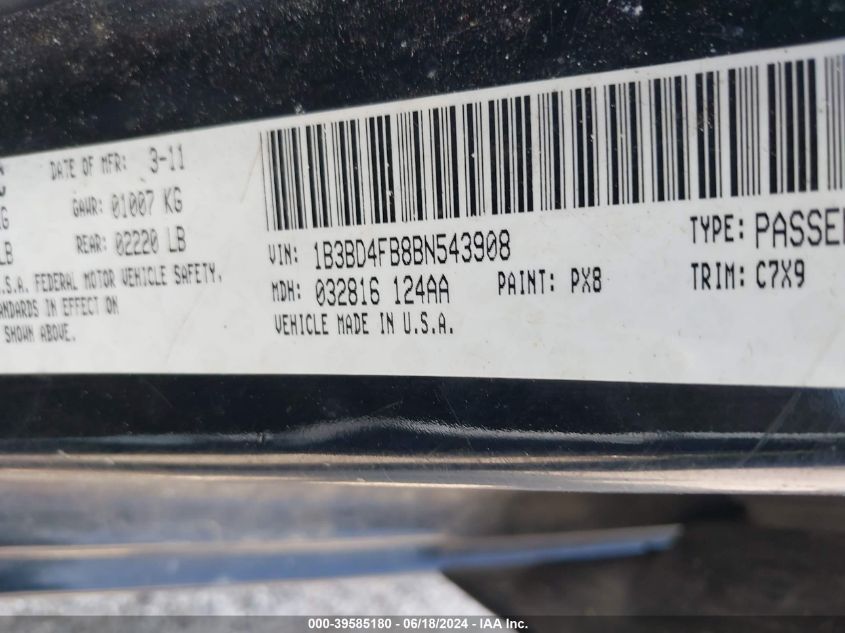 DATE OF MFR: 3-11
GAWR: 01007 KG
REAR: 02220 LB
LB
.S.A. FEDERAL MOTOR VEHICLE SAFETY,
ANDARDS IN EFFECT ON
SHOWN ABOVE.
VIN: 1B3BD4FB8BN543908
TYPE: PASSE
MDH: 032816 124AA
PAINT: PX8
TRIM: C7X9
VEHICLE MADE IN U.S.A.
000-39585180 - 06/18/2024 - IAA Inc.